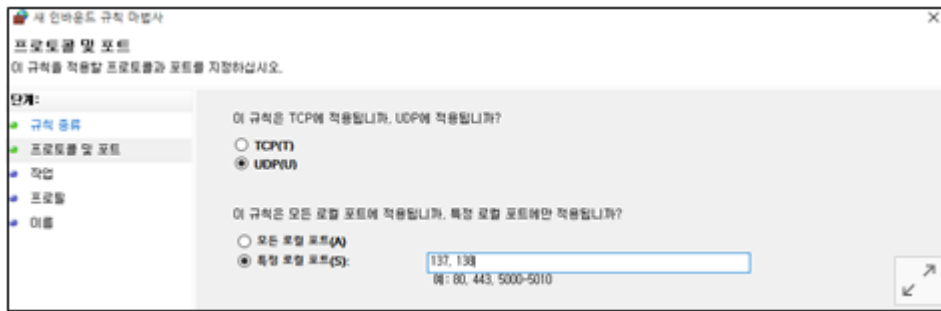 새 인바운드 규칙 마법사
프로토콜 및 포트
이 규칙을 적용할 프로토콜과 포트를 지정하십시오.
단계:
규칙 종류
프로토콜 및 포트
작업
프로필
이름
이 규칙은 TCP에 적용됩니까, UDP에 적용됩니까?
TCP(T)
UDP(U)
이 규칙은 모든 로컬 포트에 적용됩니까, 특정 로컬 포트에만 적용됩니까?
모든 로컬 포트(A)
특정 로컬 포트(S):
137, 138
예: 80, 443, 5000-5010